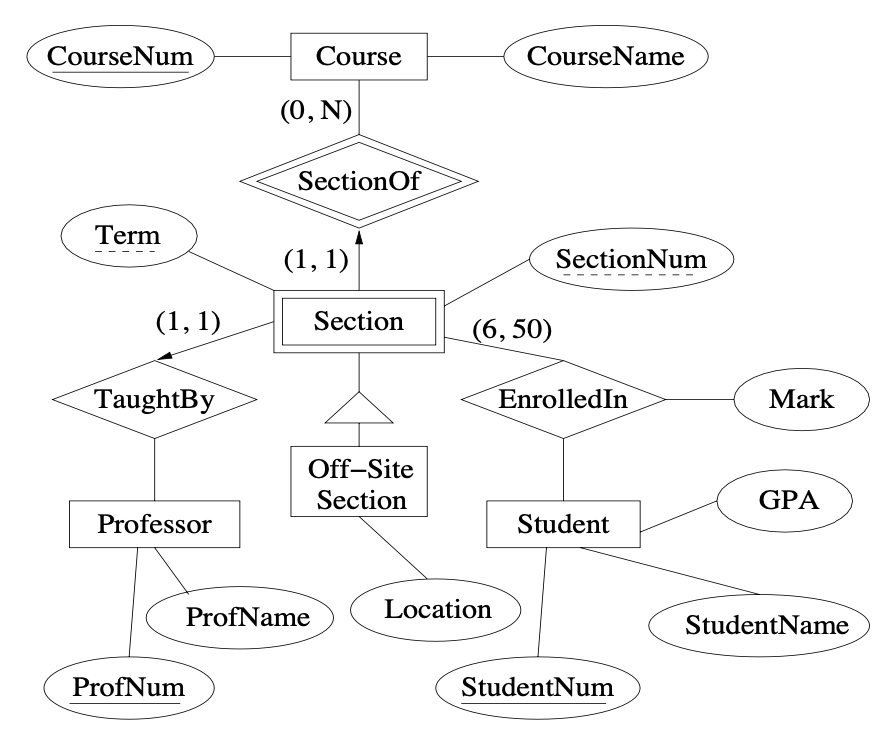 CourseNum
Course
CourseName
(0, N)
SectionOf
Term
(1, 1)
SectionNum
(1, 1)
Section
(6, 50)
TaughtBy
EnrolledIn
Mark
Off−Site
Section
Professor
Student
GPA
ProfName
Location
StudentName
ProfNum
StudentNum